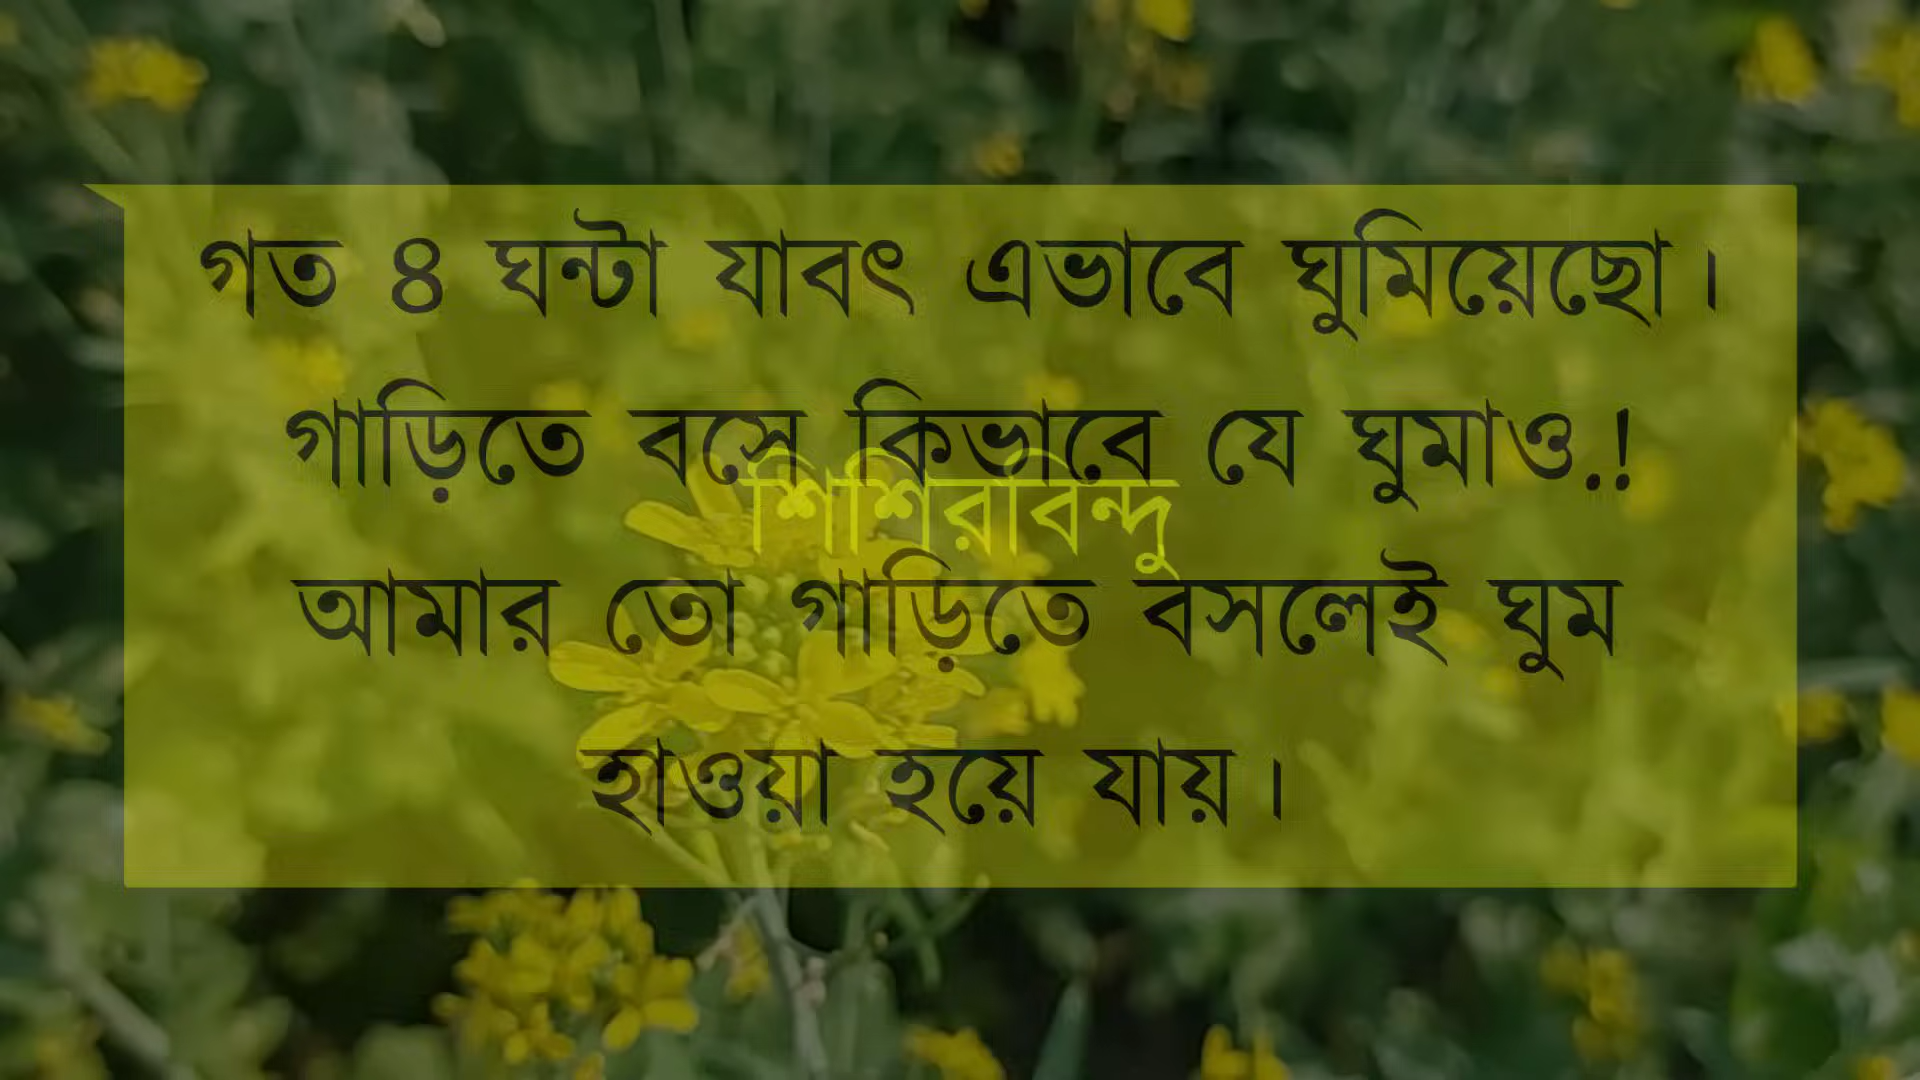 গত ৪ ঘন্টা যাবৎ এভাবে ঘুমিয়েছো।
গাড়িতে বসে কিভাবে যে ঘুমাও.!
শিশিরবিন্দু
আমার তো গাড়িতে বসলেই ঘুম
হাওয়া হয়ে যায়।